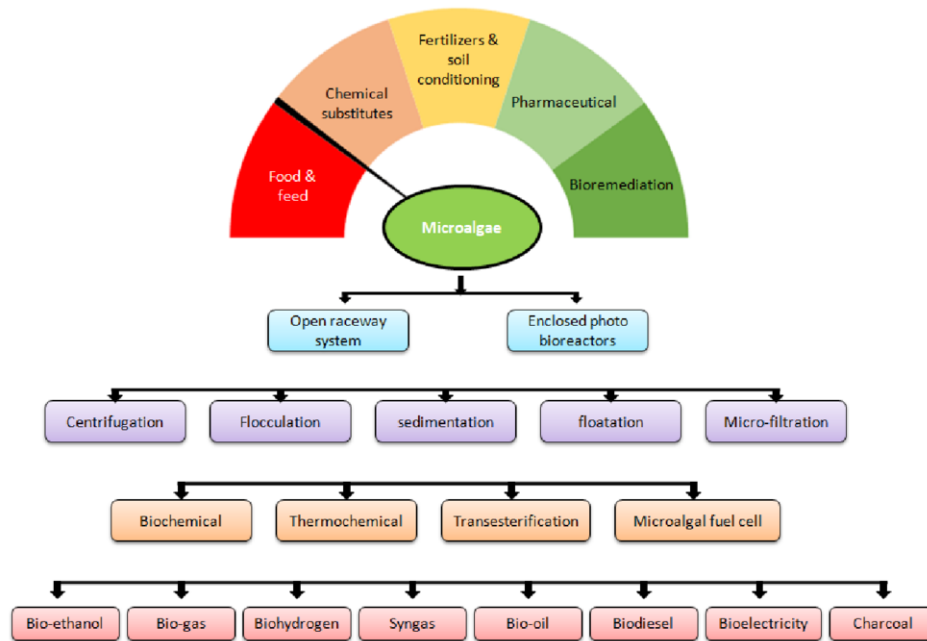 Fertilizers &
soil
conditioning
Chemical
substitutes
Pharmaceutical
Food &
feed
Bioremediation
Microalgae
Open raceway
system
Enclosed photo
bioreactors
Centrifugation
Flocculation
sedimentation
floatation
Micro-filtration
Biochemical
Thermochemical
Transesterification
Microalgal fuel cell
Bio-ethanol
Bio-gas
Biohydrogen
Syngas
Bio-oil
Biodiesel
Bioelectricity
Charcoal